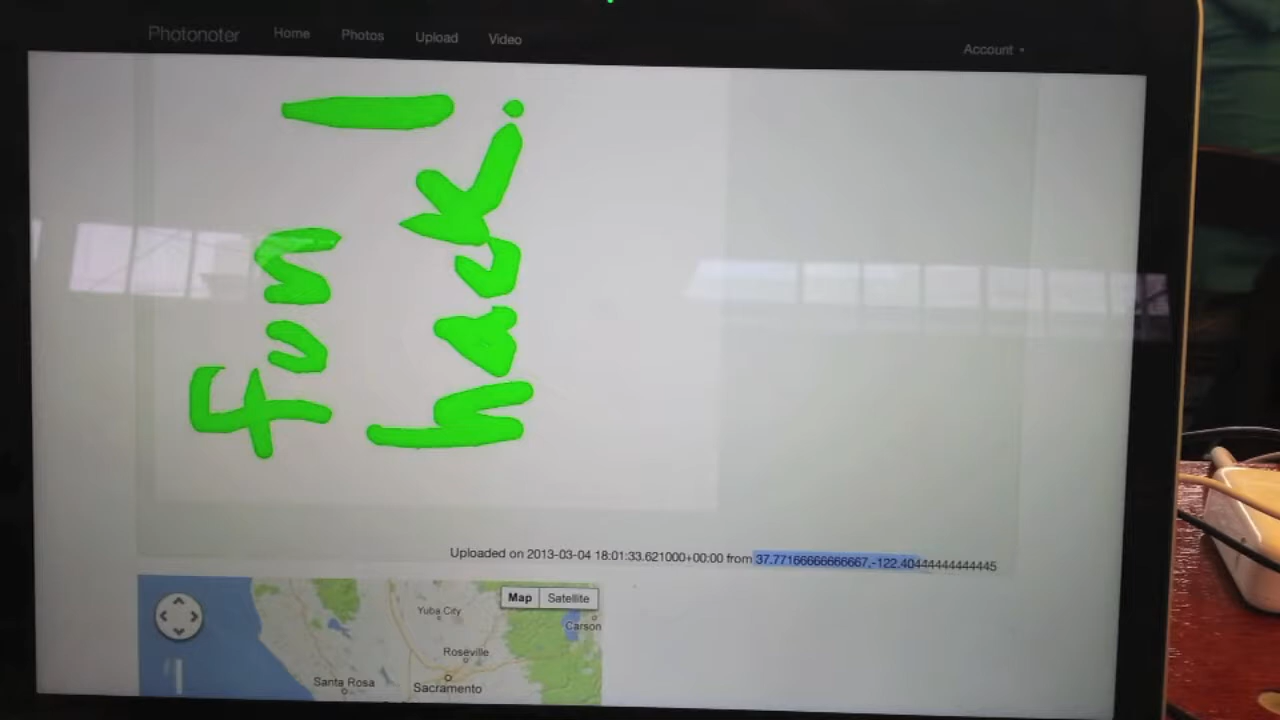 Photonoter Home Photos Upload Video Account
fun !
hack.
Uploaded on 2013-03-04 18:01:33.621000+00:00 from 37.77166666666667,-122.40444444444445
Map Satellite
Yuba City
Carson
Roseville
Santa Rosa
Sacramento